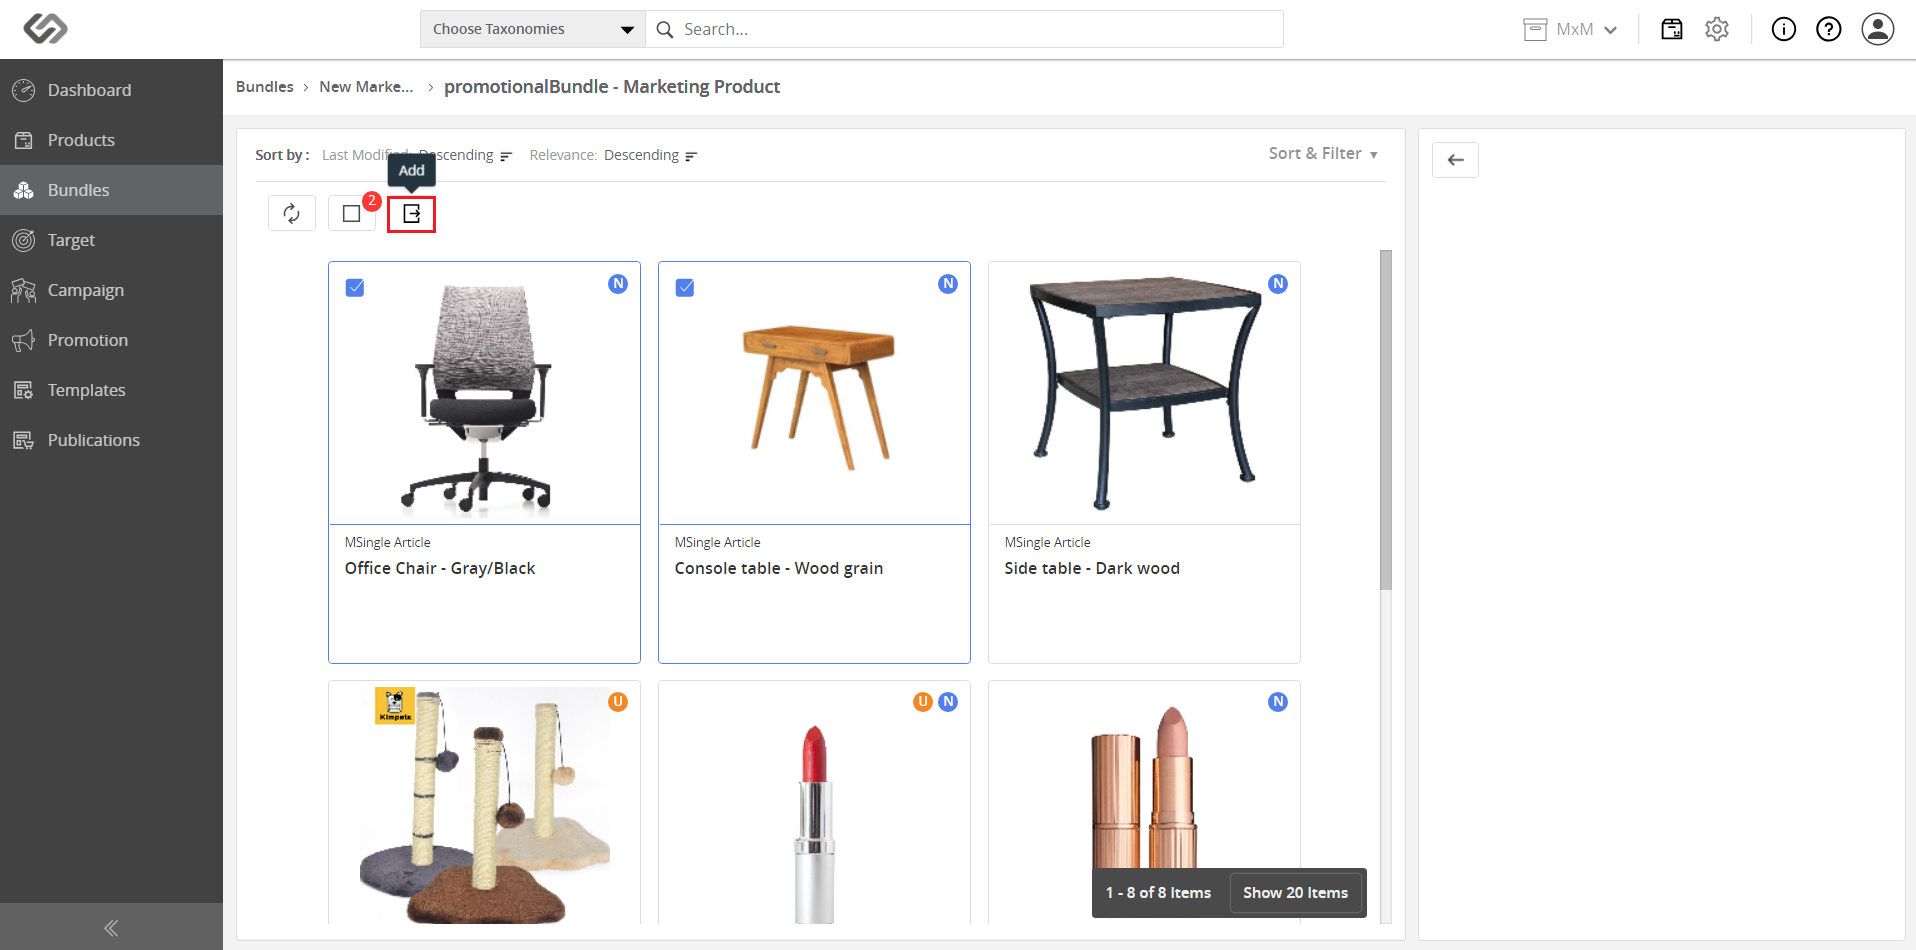 Choose Taxonomies
Search...
MxM
Dashboard
Products
Bundles
Target
Campaign
Promotion
Templates
Publications
Bundles › New Marke... › promotionalBundle - Marketing Product
Sort by : Last Modified: Descending Relevance: Descending
Sort & Filter
Add
2
N
N
N
MSingle Article
Office Chair - Gray/Black
MSingle Article
Console table - Wood grain
MSingle Article
Side table - Dark wood
Kimpets
U
U N
N
1 - 8 of 8 Items
Show 20 Items